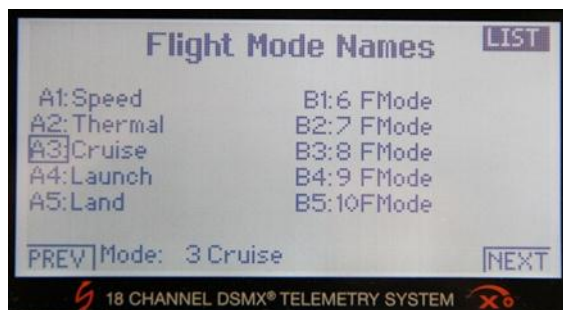 Flight Mode Names LIST
A1:Speed B1:6 FMode
A2:Thermal B2:7 FMode
A3:Cruise B3:8 FMode
A4:Launch B4:9 FMode
A5:Land B5:10FMode
PREV Mode: 3 Cruise NEXT
18 CHANNEL DSMX® TELEMETRY SYSTEM